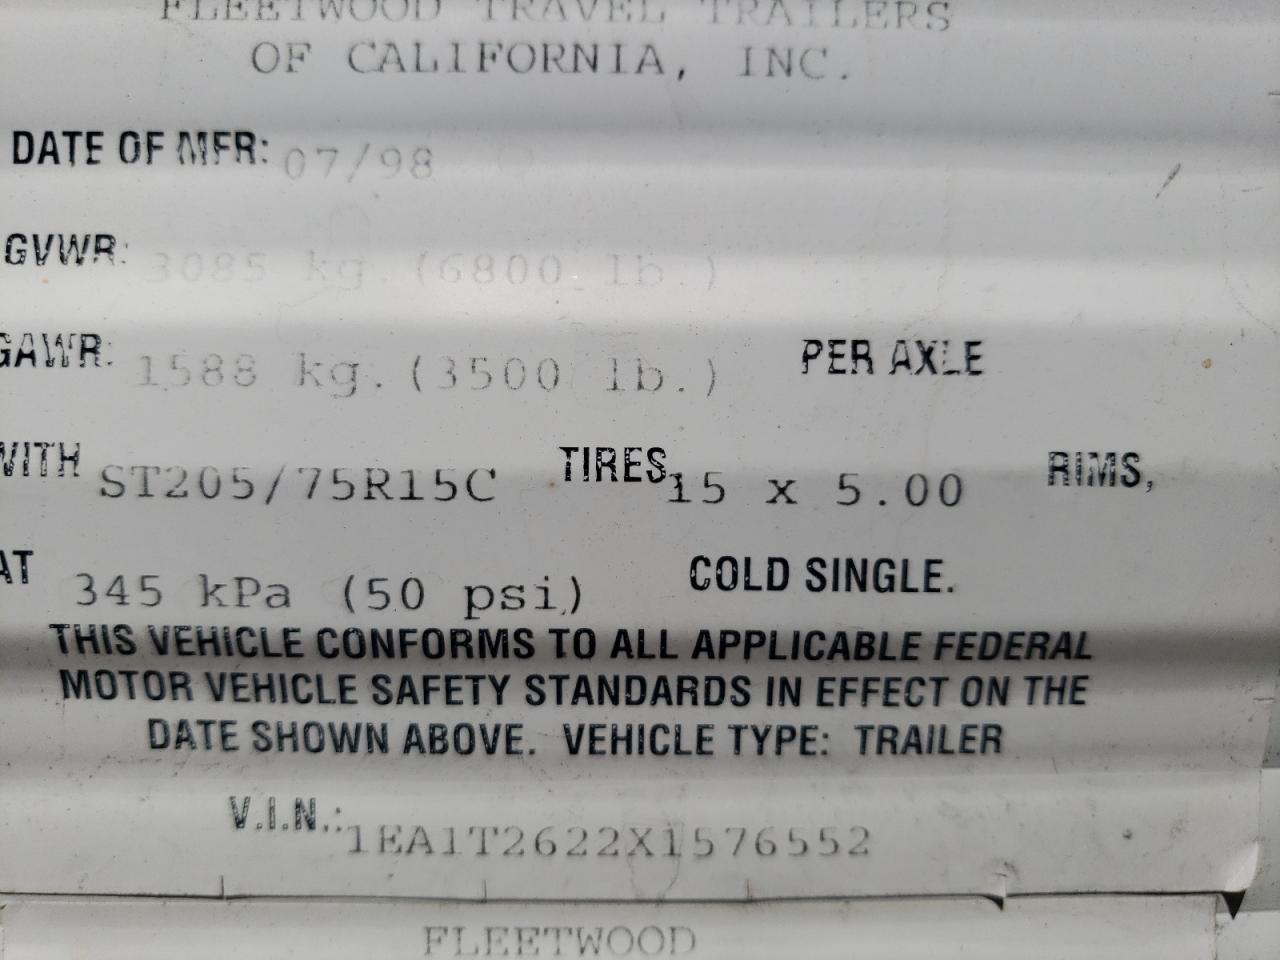 FLEETWOOD TRAVEL TRAILERS
OF CALIFORNIA, INC.
DATE OF MFR: 07/98
GVWR: 3085 kg. (6800 lb.)
GAWR: 1588 kg. (3500 lb.) PER AXLE
WITH ST205/75R15C TIRES, 15 x 5.00 RIMS,
AT 345 kPa (50 psi) COLD SINGLE.
THIS VEHICLE CONFORMS TO ALL APPLICABLE FEDERAL
MOTOR VEHICLE SAFETY STANDARDS IN EFFECT ON THE
DATE SHOWN ABOVE. VEHICLE TYPE: TRAILER
V.I.N.: 1EA1T2622X1576552
FLEETWOOD